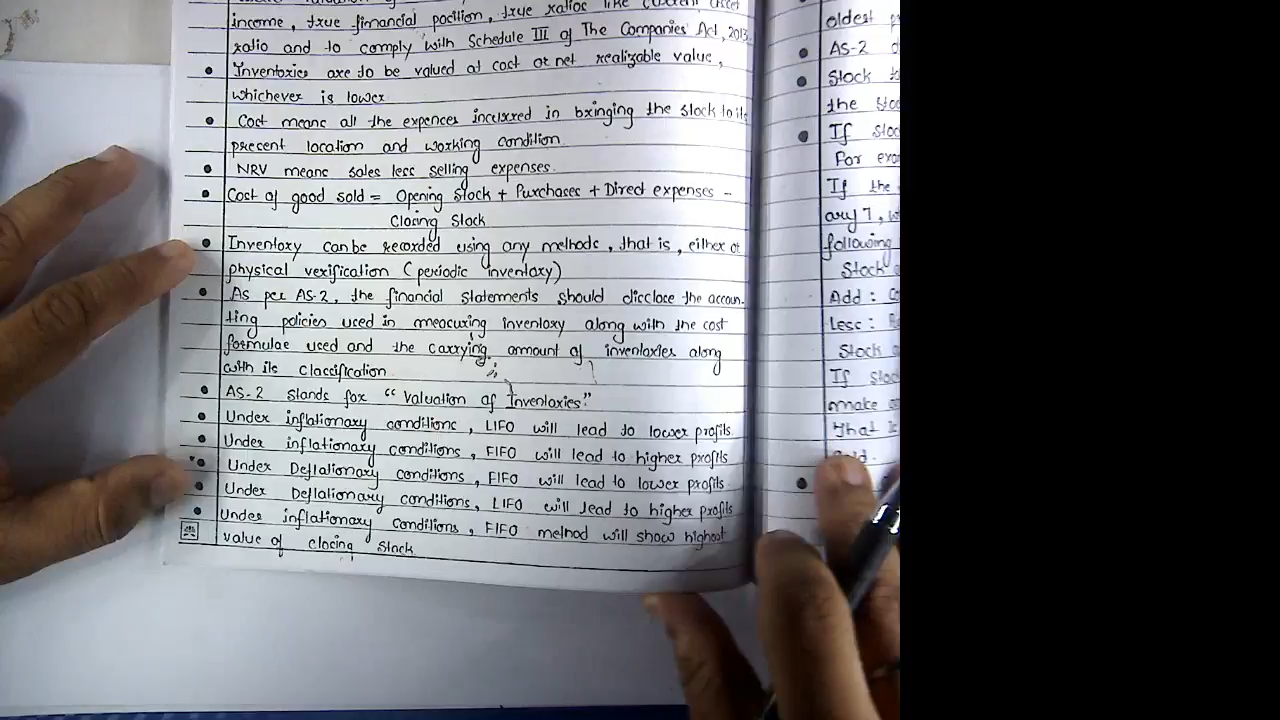 income, true financial position, true ratios like current asset
ratio and to comply with Schedule III of The Companies Act, 2013.
Inventories are to be valued at cost or net realizable value,
whichever is lower
Cost means all the expences incurred in bringing the stock to its
present location and working condition
NRV means sales less selling expenses.
Cost of good sold = Opening Stock + Purchases + Direct expenses -
Closing Stock
Inventory can be recorded using any methods, that is, either or
physical verification (periodic inventory)
As per AS-2, the financial statements should disclose the accoun-
ting policies used in measuring inventory along with the cost
formulae used and the carrying amount of inventories along
with its classification
AS-2 stands for "Valuation of Inventories."
Under inflationary conditions, LIFO will lead to lower profits
Under inflationary conditions, FIFO will lead to higher profits
Under Deflationary conditions, FIFO will lead to lower profits.
Under Deflationary conditions, LIFO will lead to higher profits
Under inflationary conditions, FIFO method will show highest
value of closing Stock
oldest
AS-2
Stock
the
If
For
If the
ary 7,
following
Stock
Add:
Less:
Stock
If
make
That